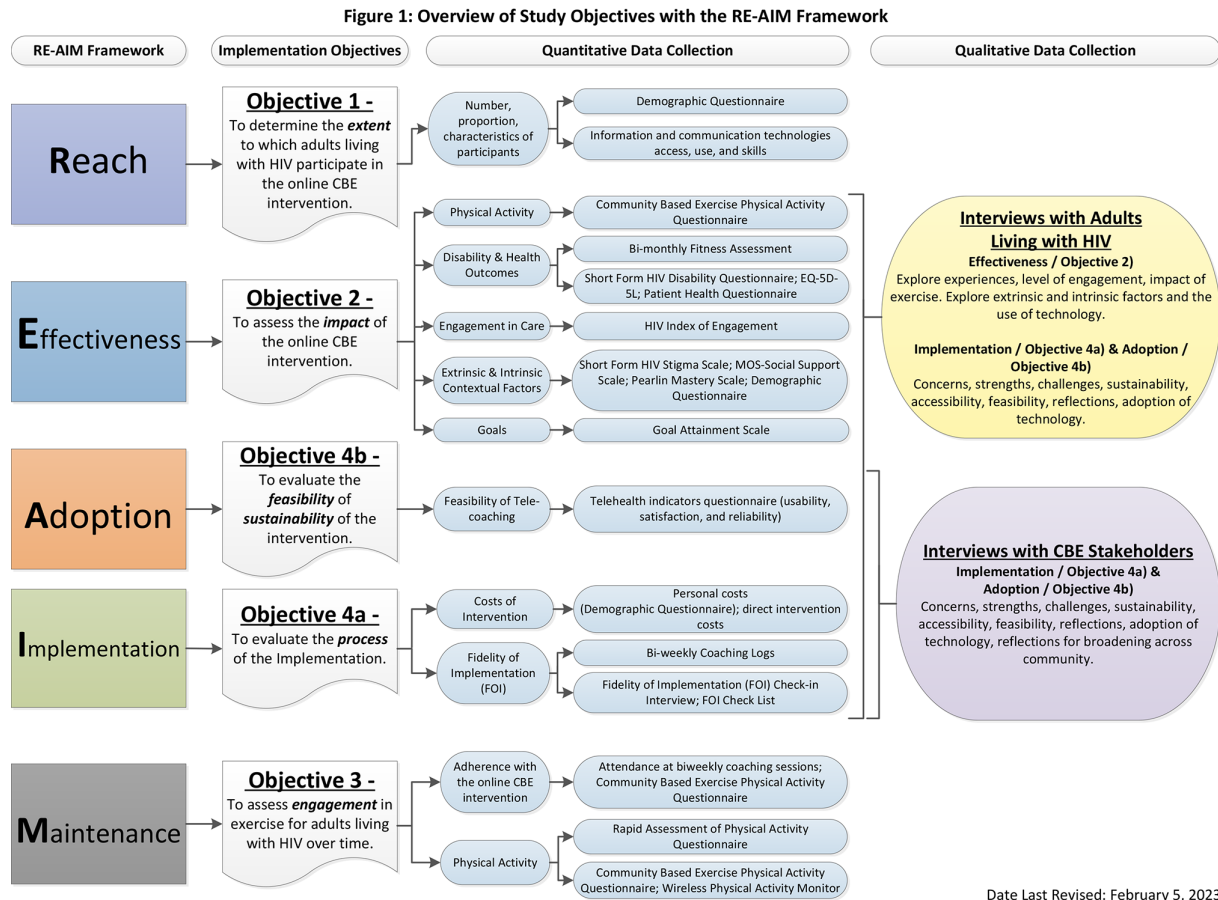 Figure 1: Overview of Study Objectives with the RE-AIM Framework
RE-AIM Framework
Implementation Objectives
Quantitative Data Collection
Qualitative Data Collection
Reach
Objective 1 -
To determine the extent
to which adults living
with HIV participate in
the online CBE
intervention.
Number,
proportion,
characteristics of
participants
Demographic Questionnaire
Information and communication technologies
access, use, and skills
Effectiveness
Objective 2 -
To assess the impact of
the online CBE
intervention.
Physical Activity
Community Based Exercise Physical Activity
Questionnaire
Disability & Health
Outcomes
Bi-monthly Fitness Assessment
Short Form HIV Disability Questionnaire; EQ-5D-
5L; Patient Health Questionnaire
Engagement in Care
HIV Index of Engagement
Extrinsic & Intrinsic
Contextual Factors
Short Form HIV Stigma Scale; MOS-Social Support
Scale; Pearlin Mastery Scale; Demographic
Questionnaire
Goals
Goal Attainment Scale
Adoption
Objective 4b -
To evaluate the
feasibility of
sustainability of the
intervention.
Feasibility of Tele-
coaching
Telehealth indicators questionnaire (usability,
satisfaction, and reliability)
Implementation
Objective 4a -
To evaluate the process
of the Implementation.
Costs of
Intervention
Personal costs
(Demographic Questionnaire); direct intervention
costs
Fidelity of
Implementation
(FOI)
Bi-weekly Coaching Logs
Fidelity of Implementation (FOI) Check-in
Interview; FOI Check List
Maintenance
Objective 3 -
To assess engagement in
exercise for adults living
with HIV over time.
Adherence with
the online CBE
intervention
Attendance at biweekly coaching sessions;
Community Based Exercise Physical Activity
Questionnaire
Physical Activity
Rapid Assessment of Physical Activity
Questionnaire
Community Based Exercise Physical Activity
Questionnaire; Wireless Physical Activity Monitor
Interviews with Adults
Living with HIV
Effectiveness / Objective 2)
Explore experiences, level of engagement, impact of
exercise. Explore extrinsic and intrinsic factors and the
use of technology.
Implementation / Objective 4a) & Adoption /
Objective 4b)
Concerns, strengths, challenges, sustainability,
accessibility, feasibility, reflections, adoption of
technology.
Interviews with CBE Stakeholders
Implementation / Objective 4a) &
Adoption / Objective 4b)
Concerns, strengths, challenges, sustainability,
accessibility, feasibility, reflections, adoption of
technology, reflections for broadening across
community.
Date Last Revised: February 5, 2023